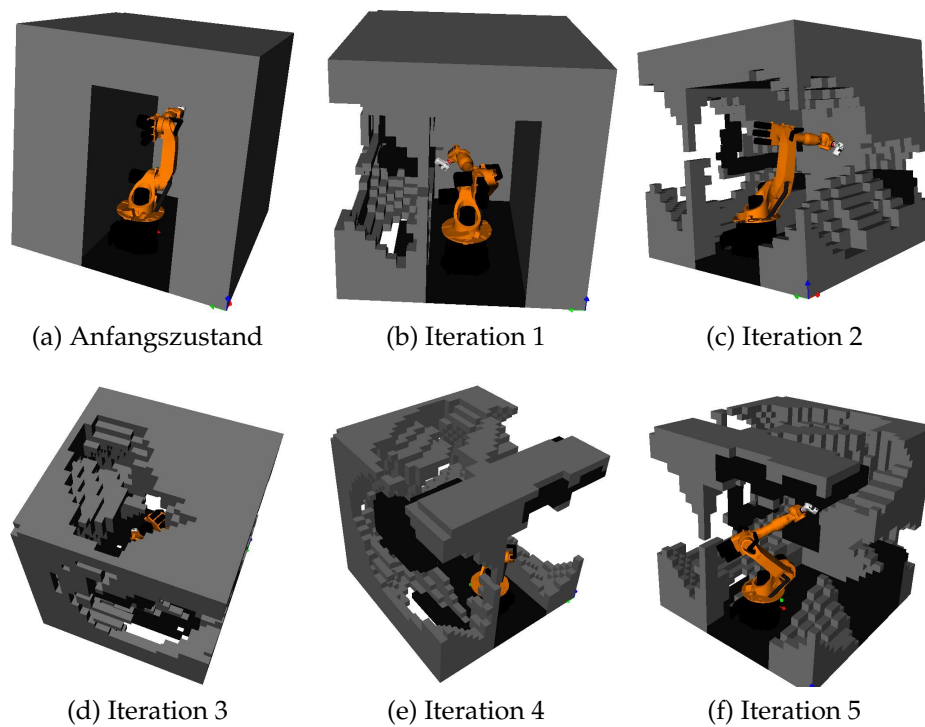 (a) Anfangszustand
(b) Iteration 1
(c) Iteration 2
(d) Iteration 3
(e) Iteration 4
(f) Iteration 5